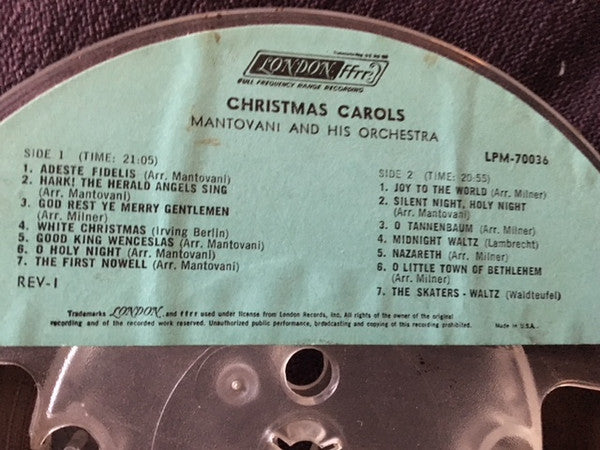 LONDON ffrr
FULL FREQUENCY RANGE RECORDING
CHRISTMAS CAROLS
MANTOVANI AND HIS ORCHESTRA
LPM-70036
SIDE 1 (TIME: 21:05)
1. ADESTE FIDELIS (Arr. Mantovani)
2. HARK! THE HERALD ANGELS SING
(Arr. Mantovani)
3. GOD REST YE MERRY GENTLEMEN
(Arr. Milner)
4. WHITE CHRISTMAS (Irving Berlin)
5. GOOD KING WENCESLAS (Arr. Mantovani)
6. O HOLY NIGHT (Arr. Mantovani)
7. THE FIRST NOWELL (Arr. Mantovani)
REV-1
SIDE 2 (TIME: 20:55)
1. JOY TO THE WORLD (Arr. Milner)
2. SILENT NIGHT, HOLY NIGHT
(Arr. Mantovani)
3. O TANNENBAUM (Arr. Milner)
4. MIDNIGHT WALTZ (Lambrecht)
5. NAZARETH (Arr. Milner)
6. O LITTLE TOWN OF BETHLEHEM
(Arr. Milner)
7. THE SKATERS - WALTZ (Waldteufel)
Trademarks LONDON and ffrr used under license from London Records, Inc. All rights of the owner of the original
recording and of the recorded work reserved. Unauthorized public performance, broadcasting and copying of this recording prohibited.
Made in U.S.A.